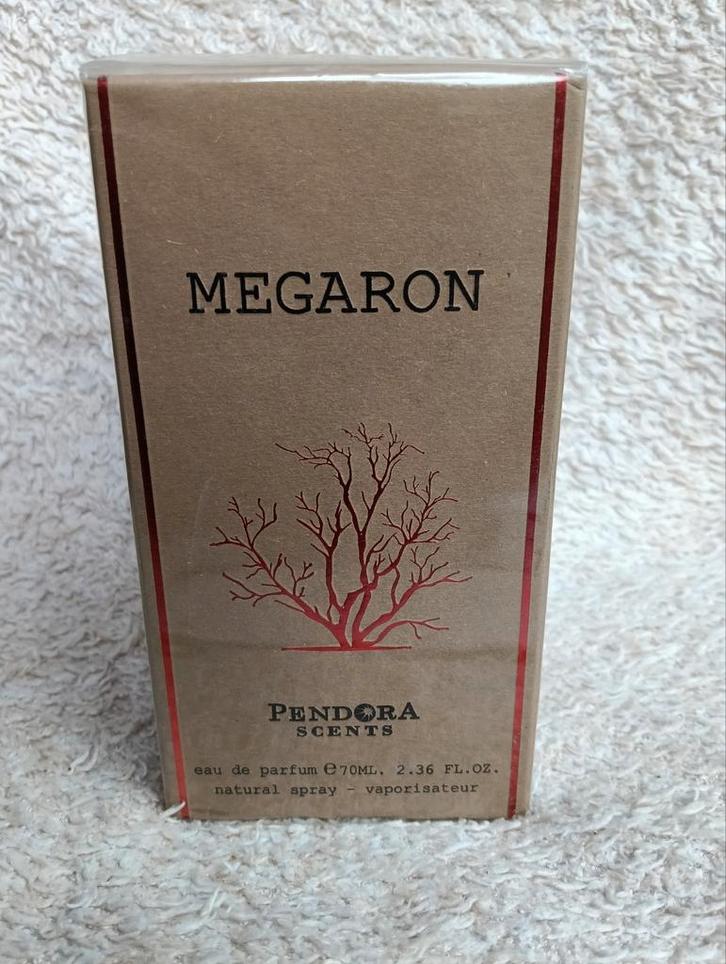 MEGARON
PENDORA
SCENTS
eau de parfum ℮70ML. 2.36 FL.OZ.
natural spray - vaporisateur